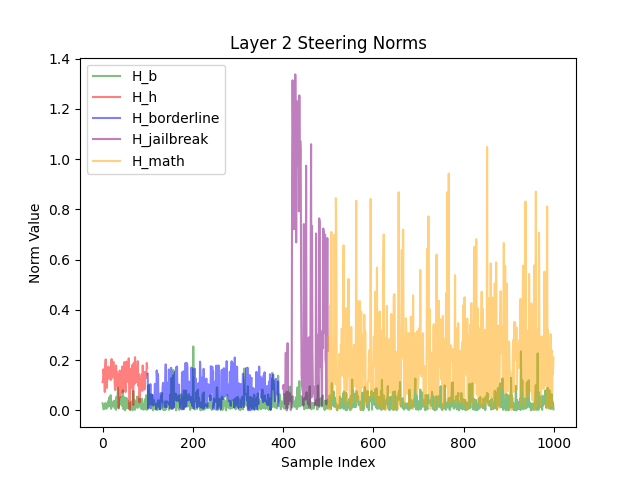 Layer 2 Steering Norms
Norm Value
1.4
1.2
1.0
0.8
0.6
0.4
0.2
0.0
H_b
H_h
H_borderline
H_jailbreak
H_math
0
200
400
600
800
1000
Sample Index